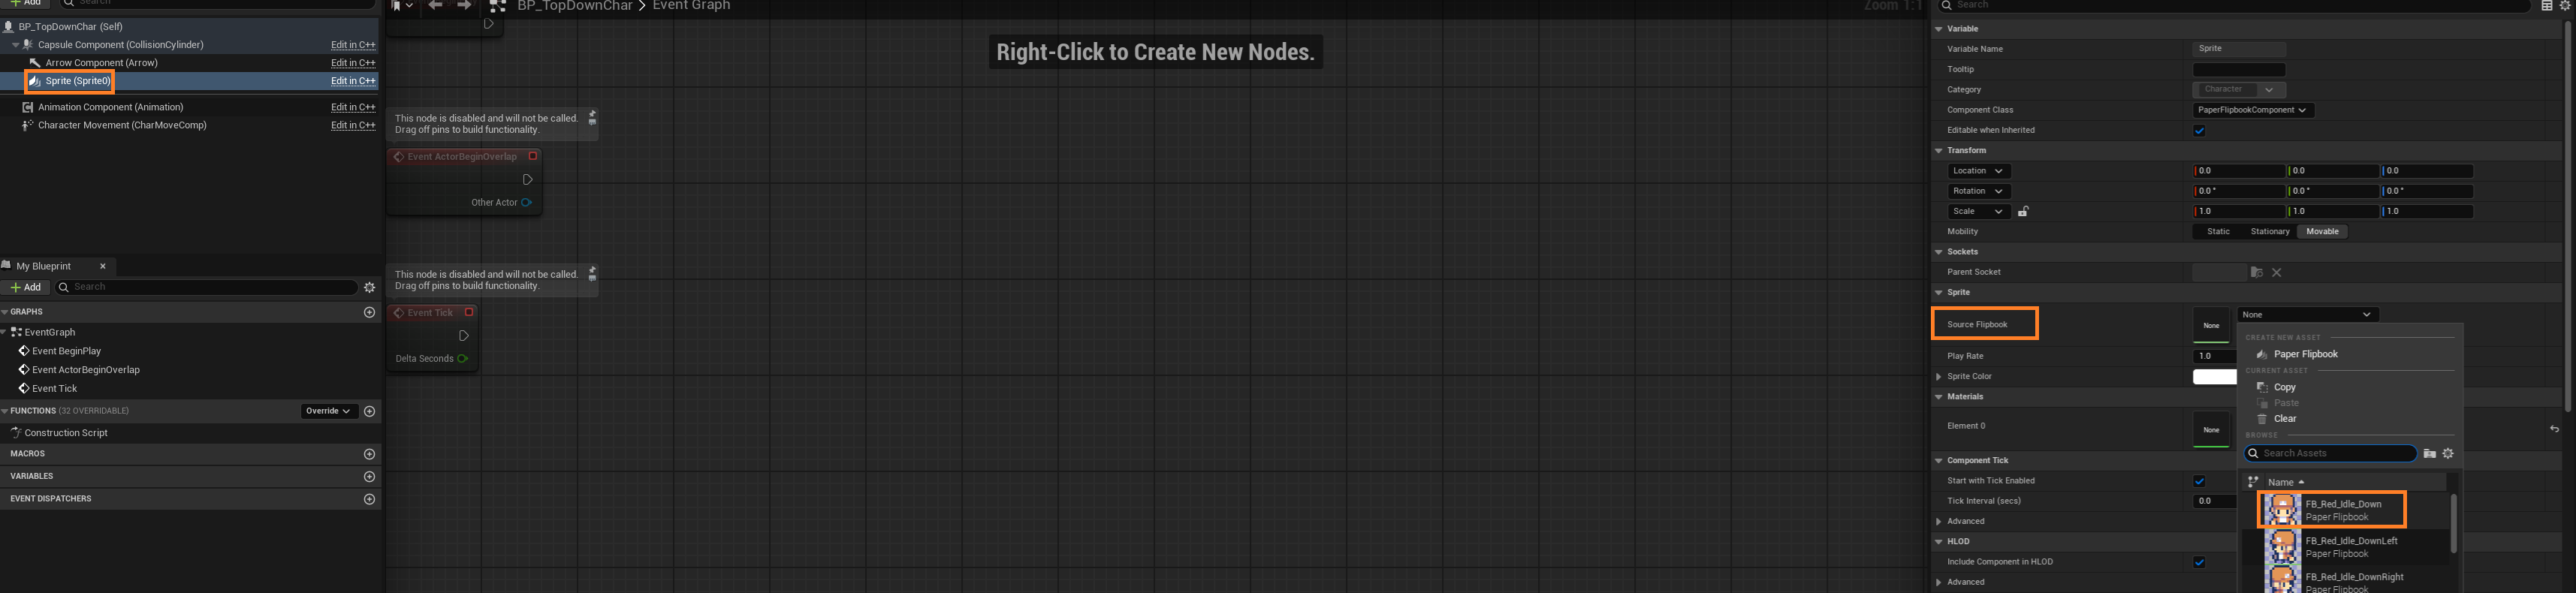 Add
Search
BP_TopDownChar (Self)
Capsule Component (CollisionCylinder) Edit in C++
Arrow Component (Arrow) Edit in C++
Sprite (Sprite0) Edit in C++
Animation Component (Animation) Edit in C++
Character Movement (CharMoveComp) Edit in C++
My Blueprint
Add
Search
GRAPHS
EventGraph
Event BeginPlay
Event ActorBeginOverlap
Event Tick
FUNCTIONS (32 OVERRIDABLE) Override
Construction Script
MACROS
VARIABLES
EVENT DISPATCHERS
BP_TopDownChar Event Graph
Zoom 1:1
Right-Click to Create New Nodes.
This node is disabled and will not be called.
Drag off pins to build functionality.
Event ActorBeginOverlap
Other Actor
This node is disabled and will not be called.
Drag off pins to build functionality.
Event Tick
Delta Seconds
Search
Variable
Variable Name Sprite
Tooltip
Category Character
Component Class PaperFlipbookComponent
Editable when Inherited
Transform
Location 0.0 0.0 0.0
Rotation 0.0 ° 0.0 ° 0.0 °
Scale 1.0 1.0 1.0
Mobility Static Stationary Movable
Sockets
Parent Socket
Sprite
Source Flipbook None None
Play Rate 1.0
Sprite Color
Materials
Element 0 None
Component Tick
Start with Tick Enabled
Tick Interval (secs) 0.0
Advanced
HLOD
Include Component in HLOD
Advanced
CREATE NEW ASSET
Paper Flipbook
CURRENT ASSET
Copy
Paste
Clear
BROWSE
Search Assets
Name
FB_Red_Idle_Down
Paper Flipbook
FB_Red_Idle_DownLeft
Paper Flipbook
FB_Red_Idle_DownRight
Paper Flipbook